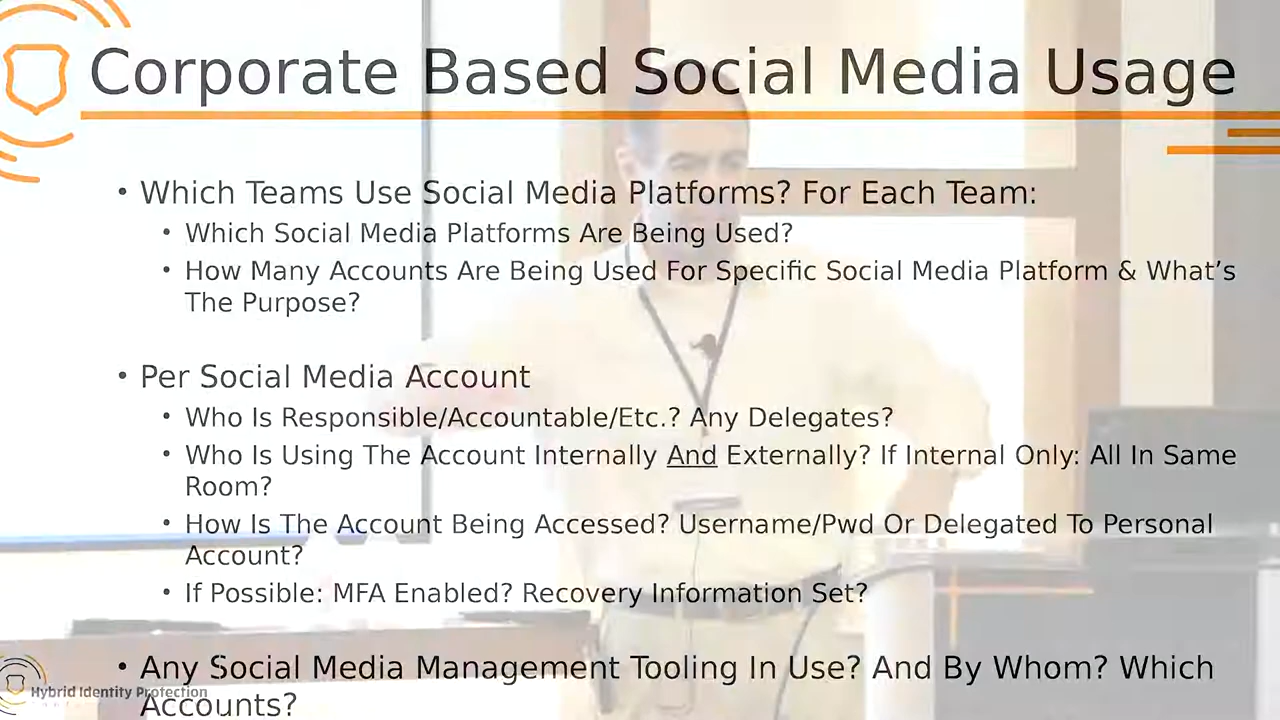 Corporate Based Social Media Usage
• Which Teams Use Social Media Platforms? For Each Team:
• Which Social Media Platforms Are Being Used?
• How Many Accounts Are Being Used For Specific Social Media Platform & What’s
The Purpose?
• Per Social Media Account
• Who Is Responsible/Accountable/Etc.? Any Delegates?
• Who Is Using The Account Internally And Externally? If Internal Only: All In Same
Room?
• How Is The Account Being Accessed? Username/Pwd Or Delegated To Personal
Account?
• If Possible: MFA Enabled? Recovery Information Set?
• Any Social Media Management Tooling In Use? And By Whom? Which
Accounts?
Hybrid Identity Protection